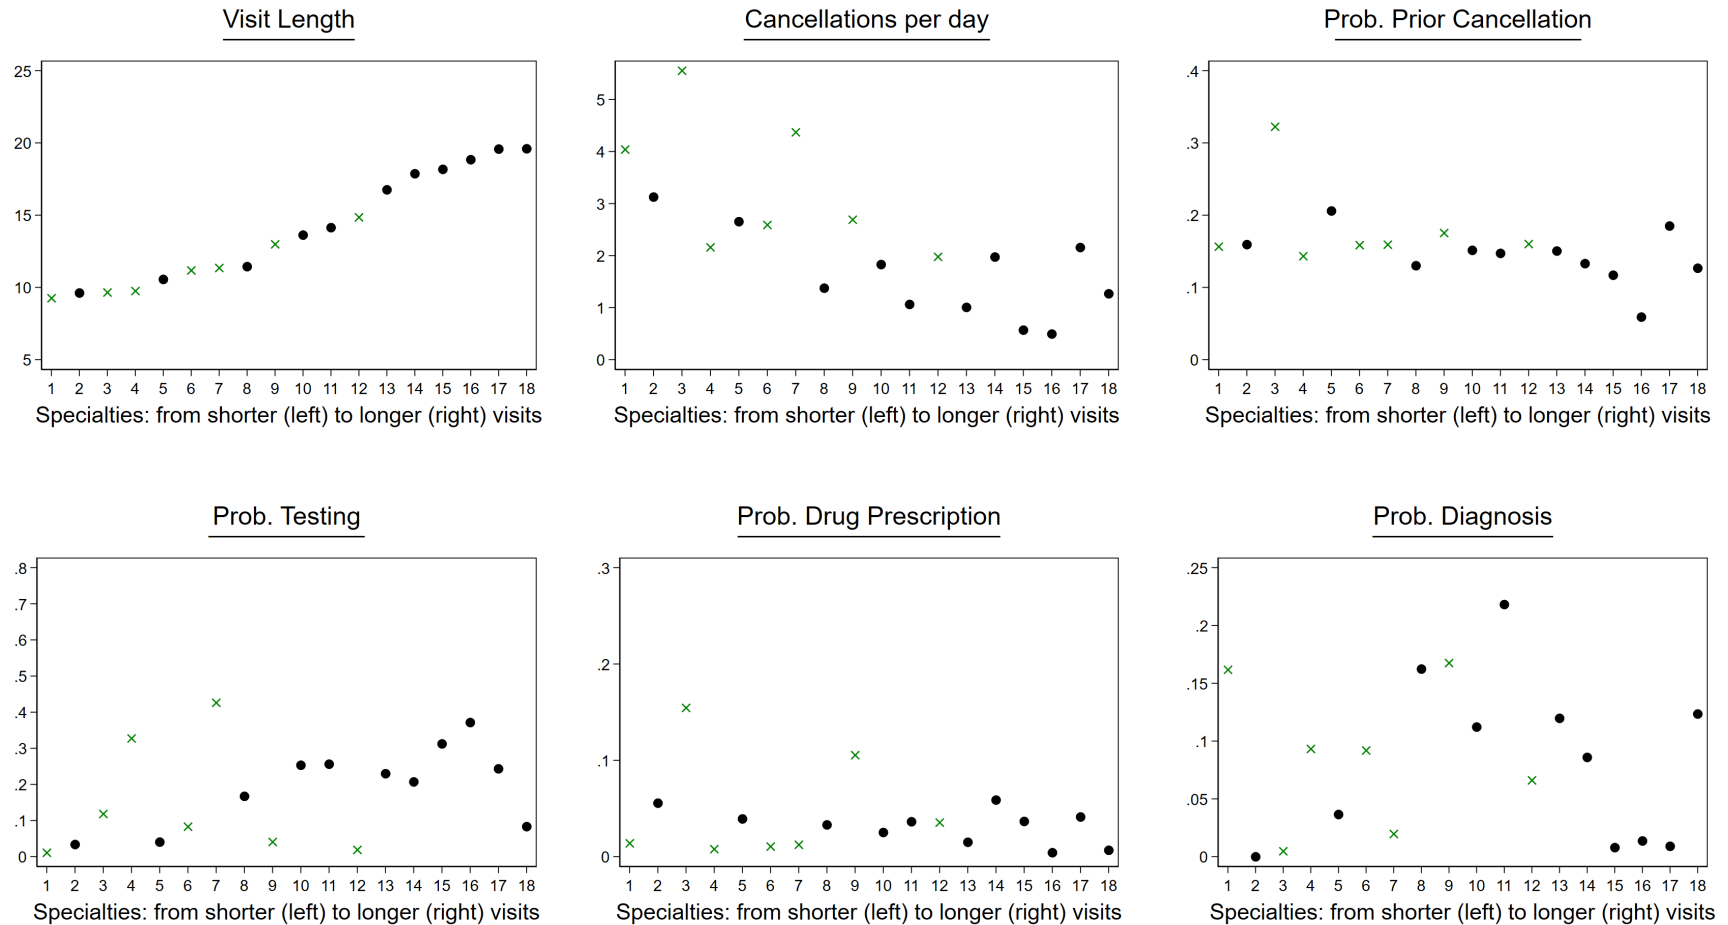 Visit Length
25
20
15
10
5
1 2 3 4 5 6 7 8 9 10 11 12 13 14 15 16 17 18
Specialties: from shorter (left) to longer (right) visits
Cancellations per day
5
4
3
2
1
0
1 2 3 4 5 6 7 8 9 10 11 12 13 14 15 16 17 18
Specialties: from shorter (left) to longer (right) visits
Prob. Prior Cancellation
.4
.3
.2
.1
0
1 2 3 4 5 6 7 8 9 10 11 12 13 14 15 16 17 18
Specialties: from shorter (left) to longer (right) visits
Prob. Testing
.8
.7
.6
.5
.4
.3
.2
.1
0
1 2 3 4 5 6 7 8 9 10 11 12 13 14 15 16 17 18
Specialties: from shorter (left) to longer (right) visits
Prob. Drug Prescription
.3
.2
.1
0
1 2 3 4 5 6 7 8 9 10 11 12 13 14 15 16 17 18
Specialties: from shorter (left) to longer (right) visits
Prob. Diagnosis
.25
.2
.15
.1
.05
0
1 2 3 4 5 6 7 8 9 10 11 12 13 14 15 16 17 18
Specialties: from shorter (left) to longer (right) visits